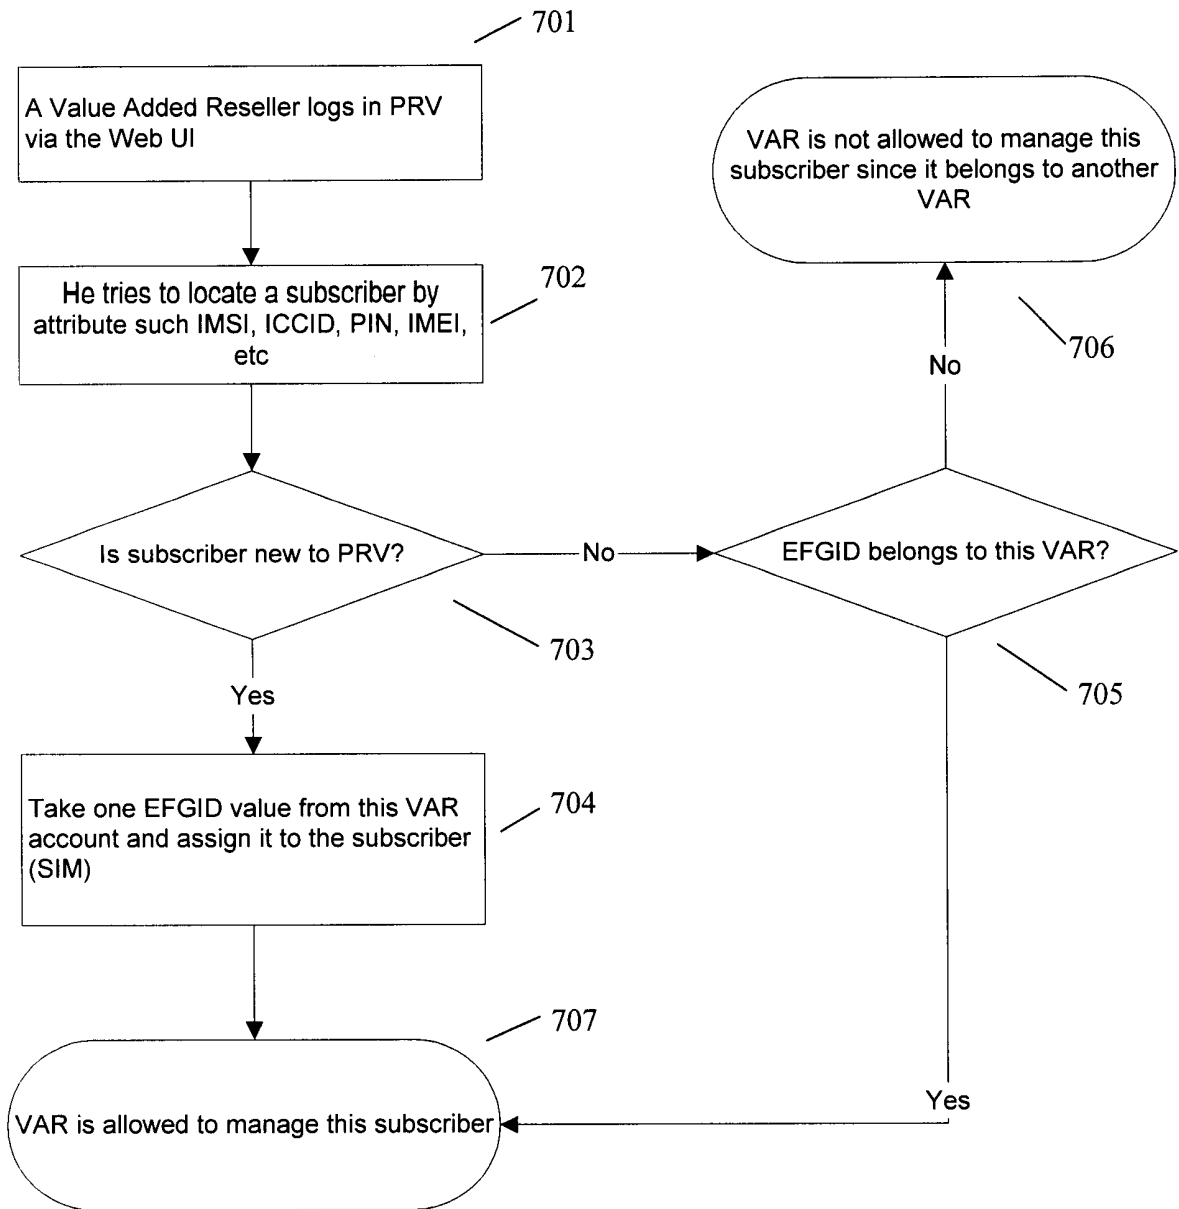 701
A Value Added Reseller logs in PRV
via the Web UI
VAR is not allowed to manage this
subscriber since it belongs to another
VAR
702
He tries to locate a subscriber by
attribute such IMSI, ICCID, PIN, IMEI,
etc
706
No
Is subscriber new to PRV?
No
EFGID belongs to this VAR?
703
705
Yes
Take one EFGID value from this VAR
account and assign it to the subscriber
(SIM)
704
707
VAR is allowed to manage this subscriber
Yes